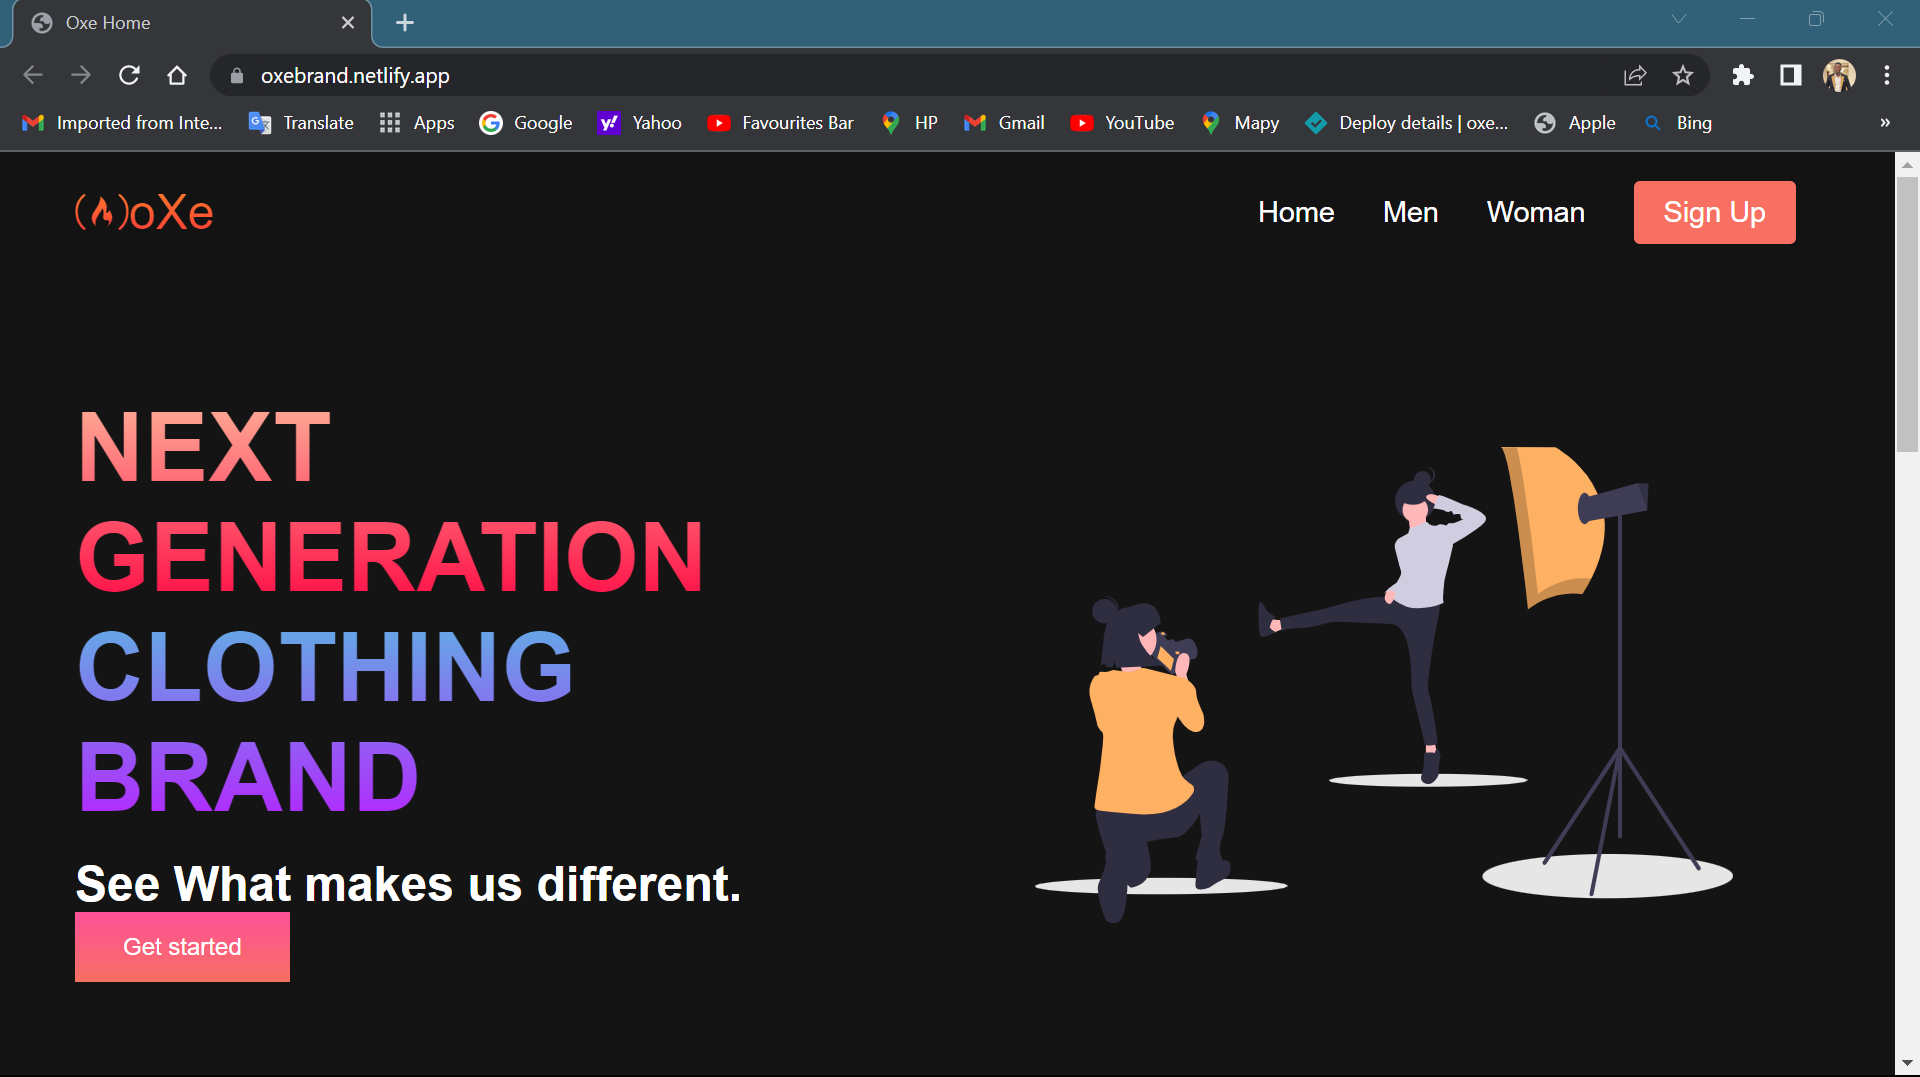 Oxe Home
oxebrand.netlify.app
Imported from Inte... Translate Apps Google Yahoo Favourites Bar HP Gmail YouTube Mapy Deploy details | oxe... Apple Bing »
(🔥)oXe Home Men Woman Sign Up
NEXT
GENERATION
CLOTHING
BRAND
See What makes us different.
Get started